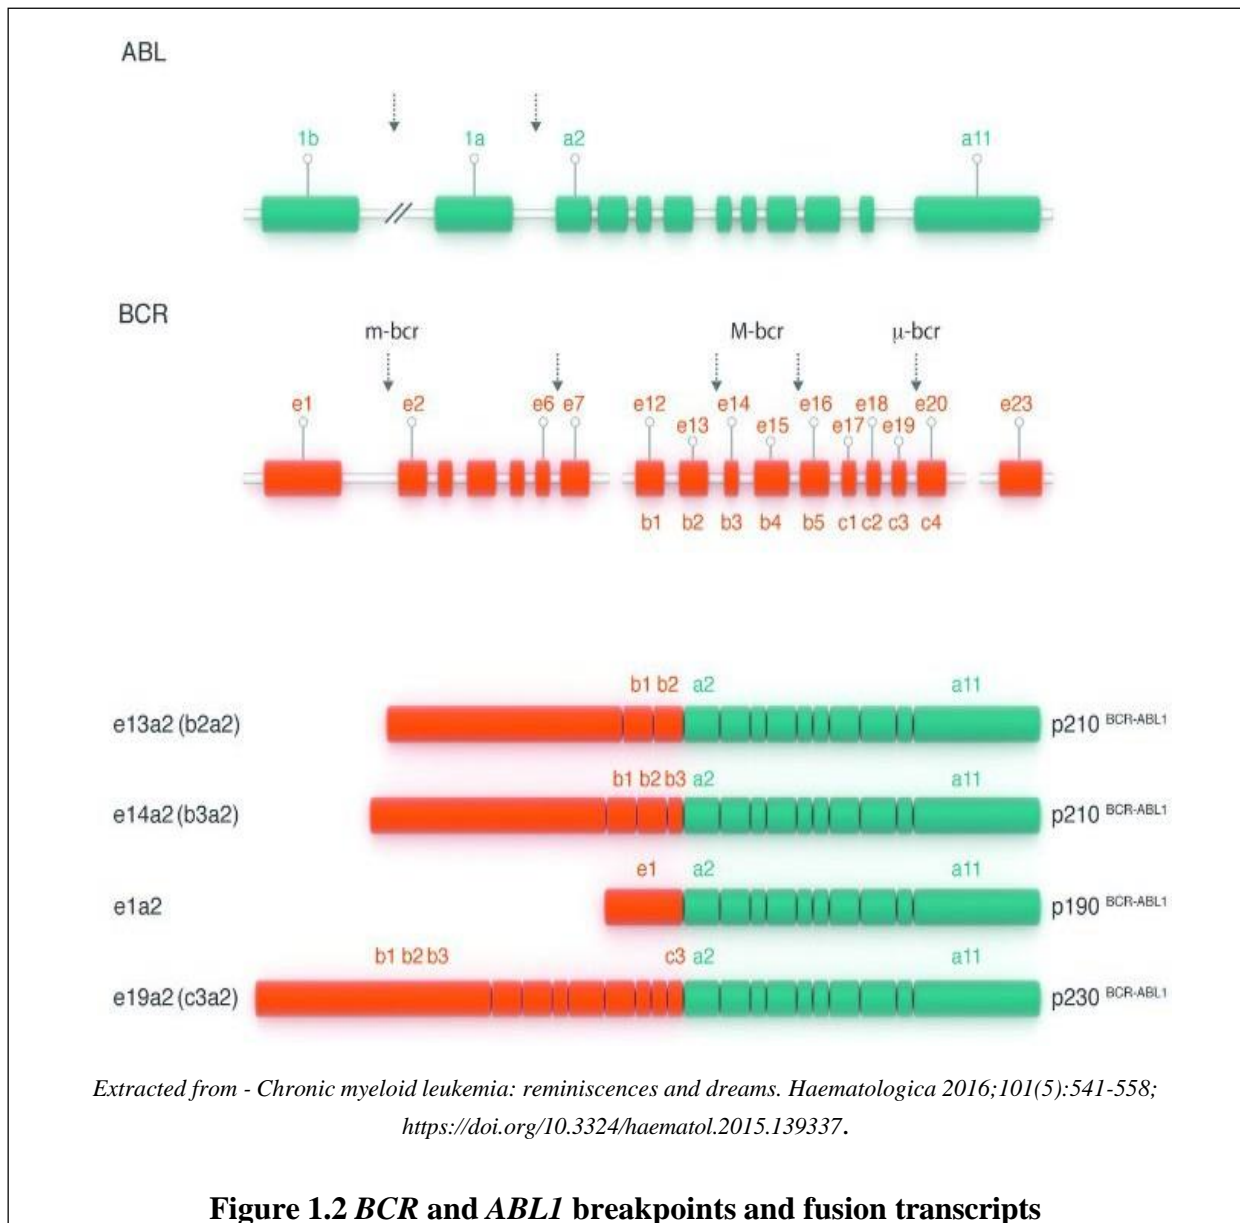 ABL
1b 1a a2 a11
BCR
m-bcr M-bcr μ-bcr
e1 e2 e6 e7 e12 e14 e16 e18 e20 e23
e13 e15 e17 e19
b1 b2 b3 b4 b5 c1 c2 c3 c4
b1 b2 a2 a11
e13a2 (b2a2) p210 BCR-ABL1
b1 b2 b3 a2 a11
e14a2 (b3a2) p210 BCR-ABL1
e1 a2 a11
e1a2 p190 BCR-ABL1
b1 b2 b3 c3 a2 a11
e19a2 (c3a2) p230 BCR-ABL1
Extracted from - Chronic myeloid leukemia: reminiscences and dreams. Haematologica 2016;101(5):541-558;
https://doi.org/10.3324/haematol.2015.139337.
Figure 1.2 BCR and ABL1 breakpoints and fusion transcripts